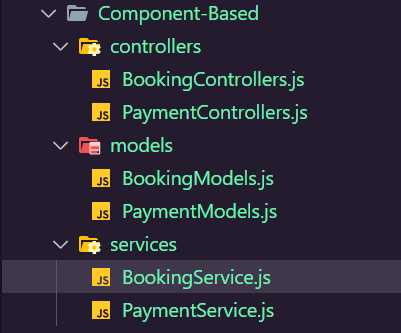 Component-Based
controllers
JS BookingControllers.js
JS PaymentControllers.js
models
JS BookingModels.js
JS PaymentModels.js
services
JS BookingService.js
JS PaymentService.js